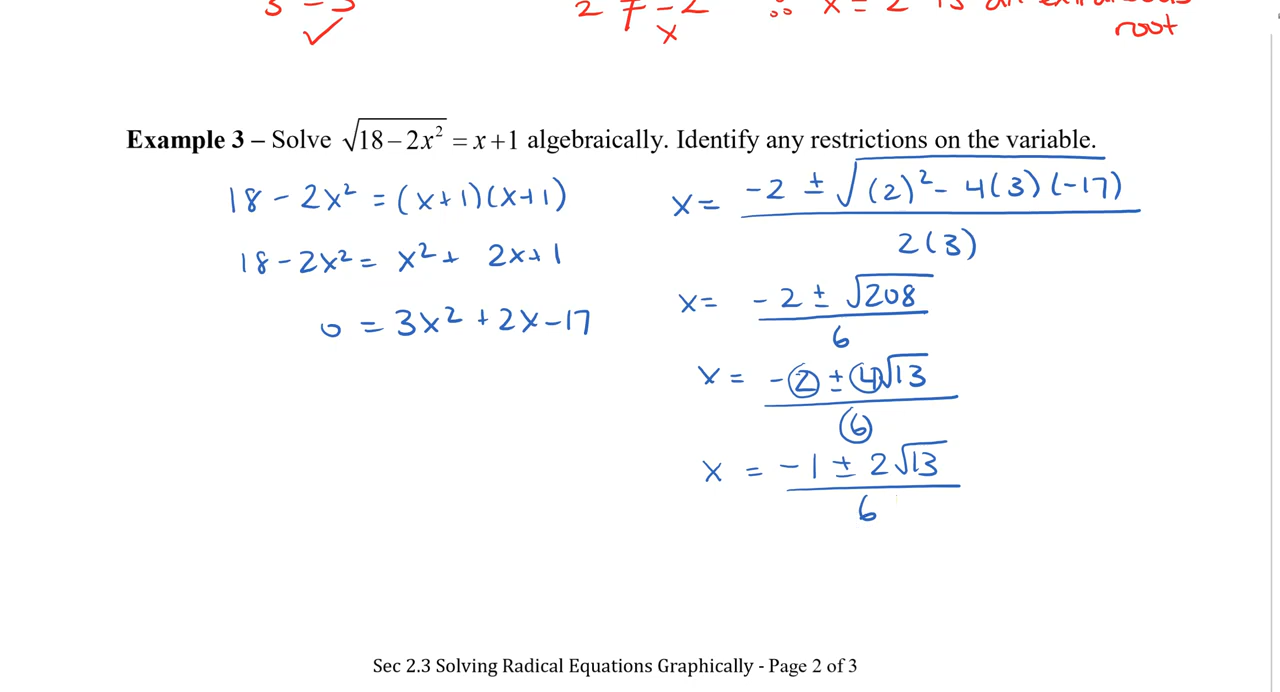 3 = 3 2 ≠ -2 ∴ x = 2 is an extraneous
✓ x root
Example 3 – Solve √(18 − 2x²) = x + 1 algebraically. Identify any restrictions on the variable.
18 - 2x² = (x+1)(x+1)
18 - 2x² = x² + 2x + 1
0 = 3x² + 2x - 17
x = (-2 ± √((2)² - 4(3)(-17))) / 2(3)
x = (-2 ± √208) / 6
x = (-2 ± 4√13) / 6
x = (-1 ± 2√13) / 6
Sec 2.3 Solving Radical Equations Graphically - Page 2 of 3